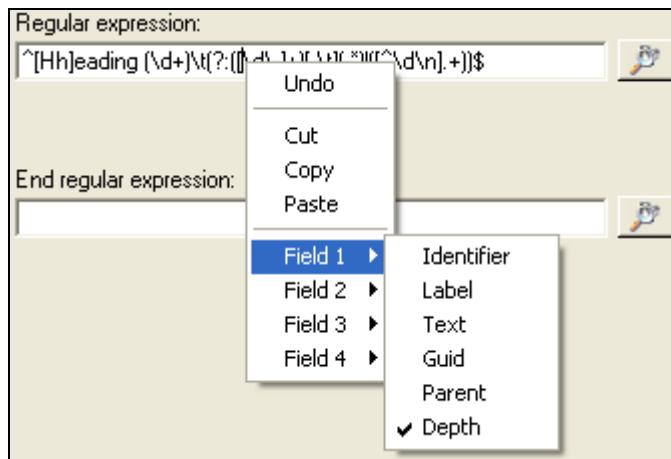 Regular expression:
^[Hh]eading (\d+)\t(?:([\d\.]+)[ \t](.*)|([^\d\n].+))$
Undo
Cut
Copy
End regular expression:
Paste
Field 1
Identifier
Field 2
Label
Field 3
Text
Field 4
Guid
Parent
Depth